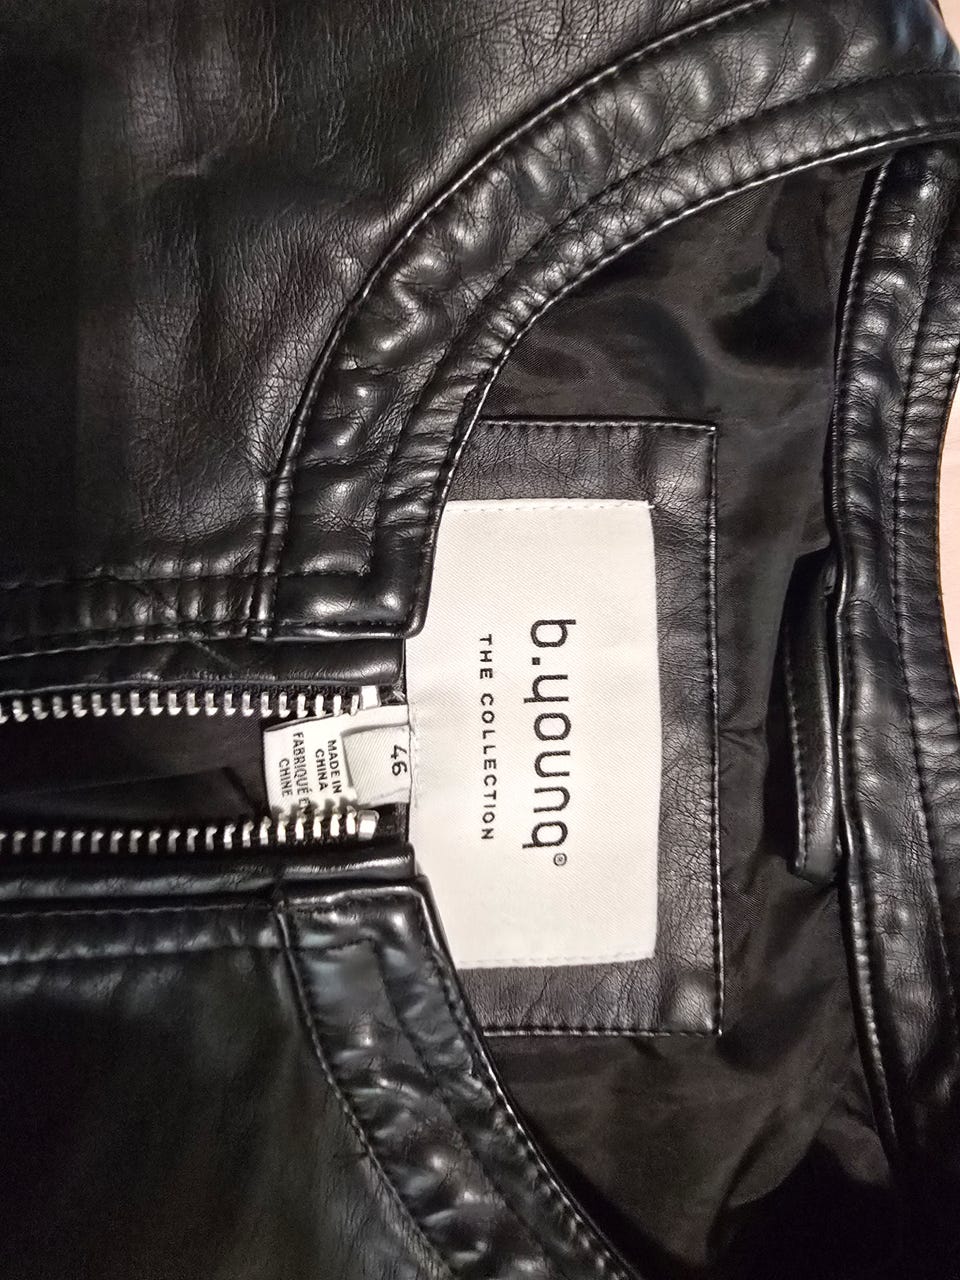 b.young®
THE COLLECTION
46
MADE IN
CHINA
FABRIQUÉ EN
CHINE